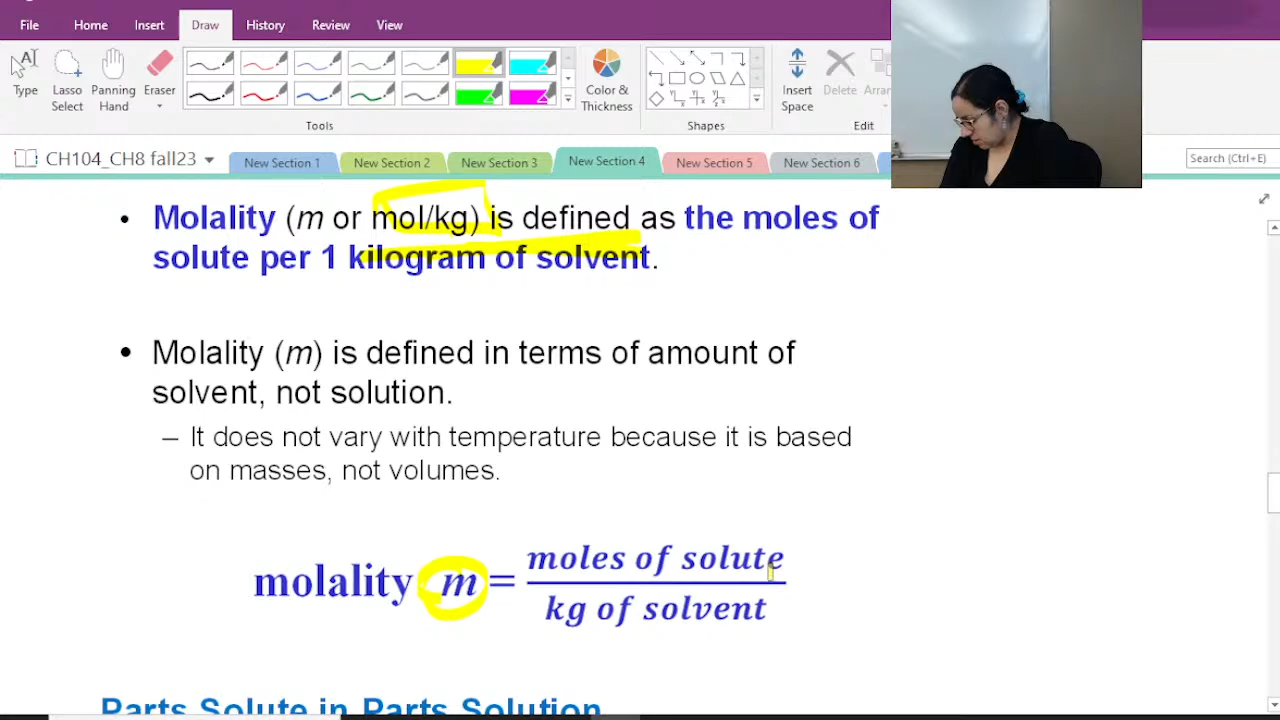 File Home Insert Draw History Review View
Type
Lasso Select
Panning Hand
Eraser
Color & Thickness
Insert Space
Delete
Tools
Shapes
Edit
CH104_CH8 fall23
New Section 1 New Section 2 New Section 3 New Section 4 New Section 5 New Section 6
Search (Ctrl+E)
• Molality (m or mol/kg) is defined as the moles of
solute per 1 kilogram of solvent.
• Molality (m) is defined in terms of amount of
solvent, not solution.
– It does not vary with temperature because it is based
on masses, not volumes.
molality m = moles of solute
kg of solvent
Parts Solute in Parts Solution